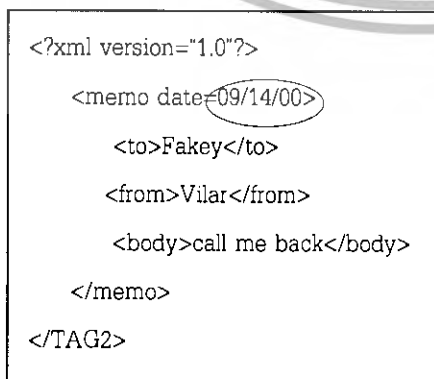 <?xml version="1.0"?>
<memo date=09/14/00>
<to>Fakey</to>
<from>Vilar</from>
<body>call me back</body>
</memo>
</TAG2>